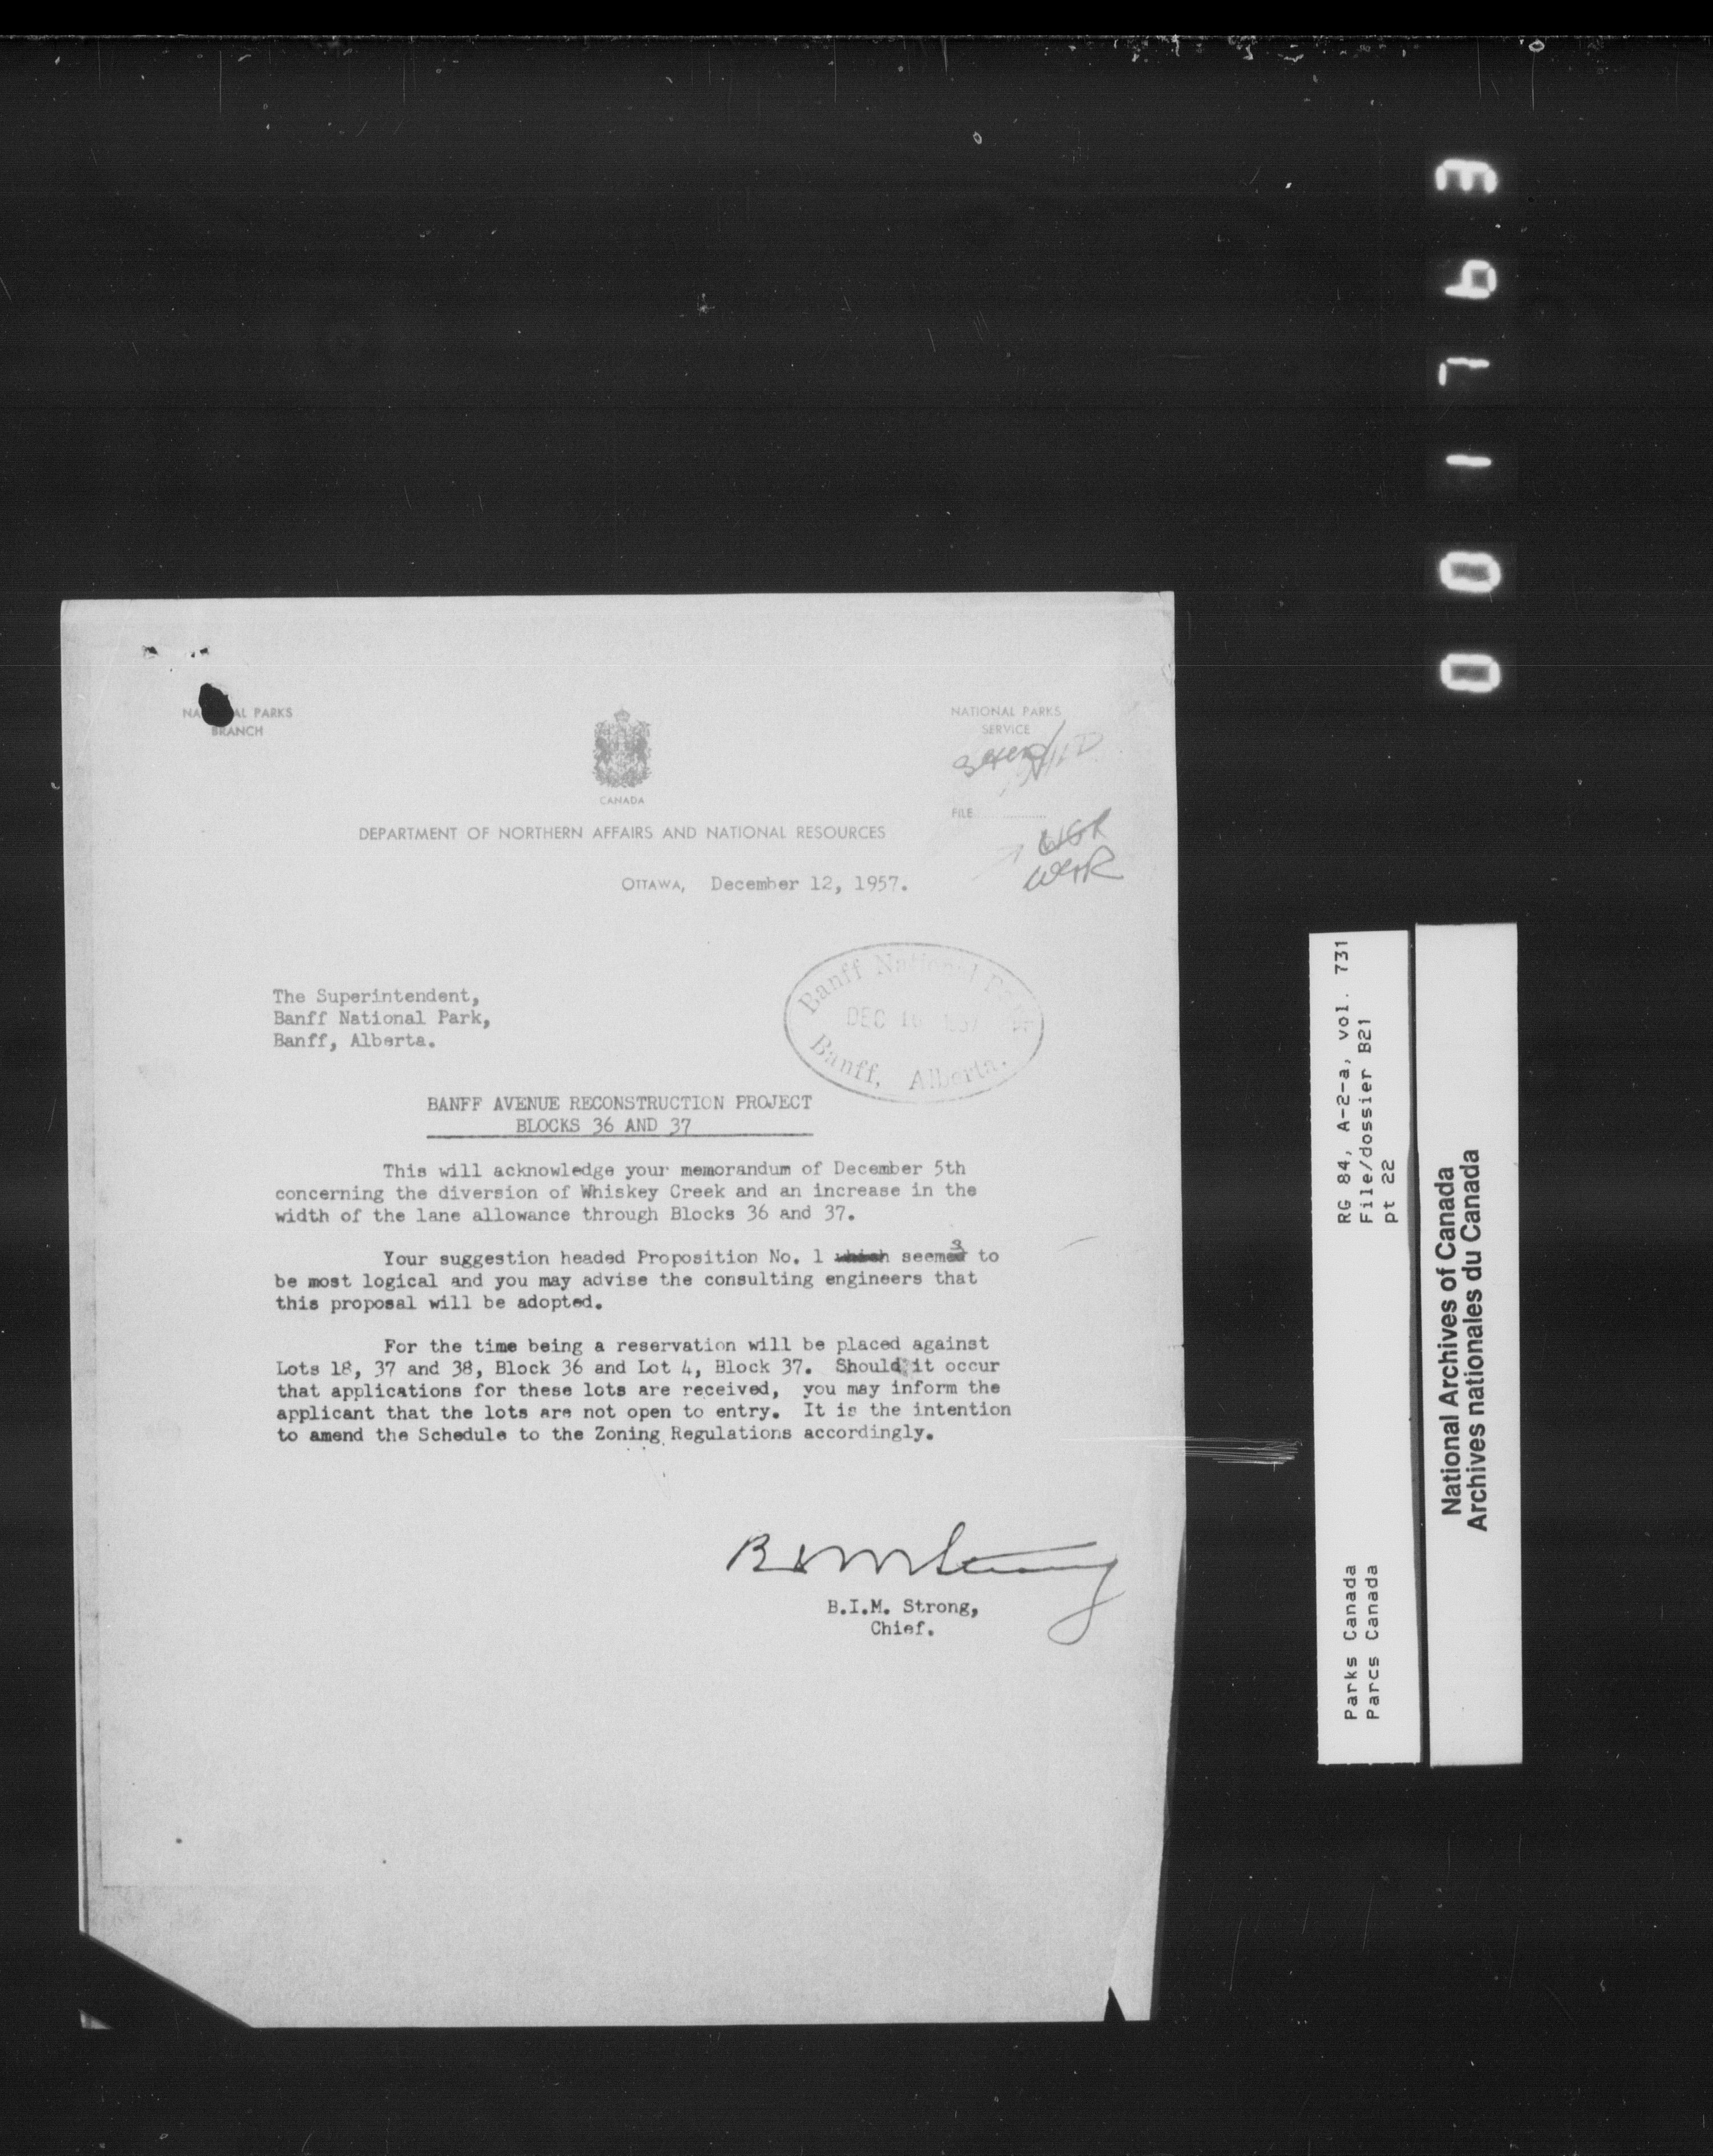 NATIONAL PARKS
BRANCH
NATIONAL PARKS
SERVICE
CANADA
FILE
DEPARTMENT OF NORTHERN AFFAIRS AND NATIONAL RESOURCES
WER
OTTAWA, December 12, 1957.
The Superintendent,
Banff National Park,
Banff, Alberta.
Banff National Park
DEC 16 1957
Banff, Alberta.
BANFF AVENUE RECONSTRUCTION PROJECT
BLOCKS 36 AND 37
This will acknowledge your memorandum of December 5th
concerning the diversion of Whiskey Creek and an increase in the
width of the lane allowance through Blocks 36 and 37.
Your suggestion headed Proposition No. 1 which seems to
be most logical and you may advise the consulting engineers that
this proposal will be adopted.
For the time being a reservation will be placed against
Lots 18, 37 and 38, Block 36 and Lot 4, Block 37. Should it occur
that applications for these lots are received, you may inform the
applicant that the lots are not open to entry. It is the intention
to amend the Schedule to the Zoning Regulations accordingly.
B I M Strong
B.I.M. Strong,
Chief.
RG 84, A-2-a, vol. 731
File/dossier B21
pt 22
Parks Canada
Parcs Canada
National Archives of Canada
Archives nationales du Canada